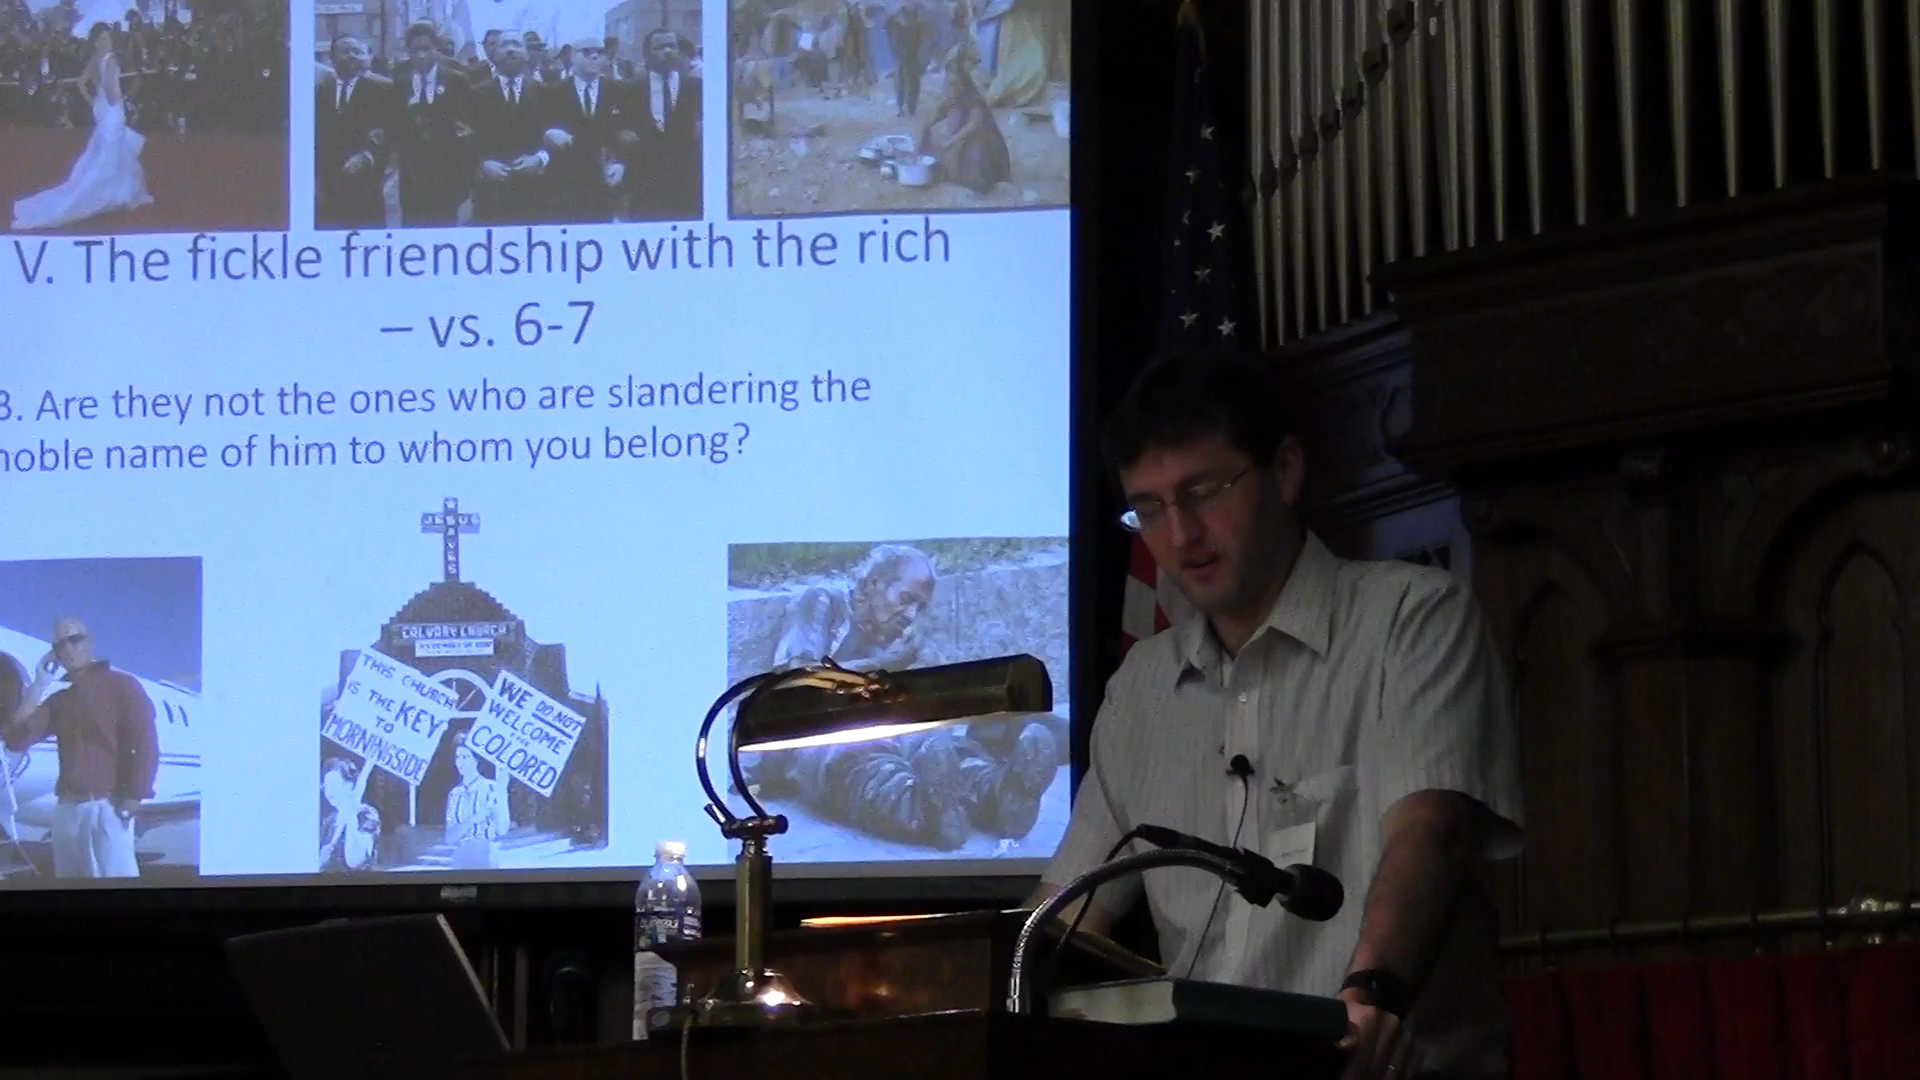 V. The fickle friendship with the rich
– vs. 6-7
3. Are they not the ones who are slandering the
noble name of him to whom you belong?
JESUS
SAVES
CALVARY CHURCH
THIS CHURCH
IS THE KEY
TO
MORNINGSIDE
WE DO NOT
WELCOME
COLORED